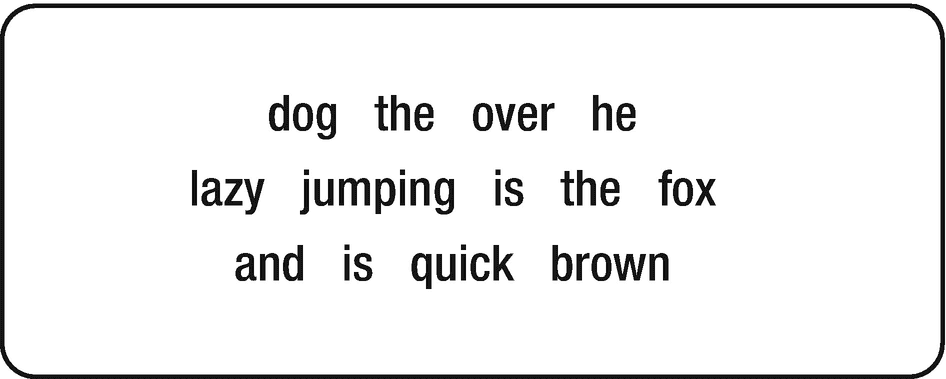 dog the over he
lazy jumping is the fox
and is quick brown